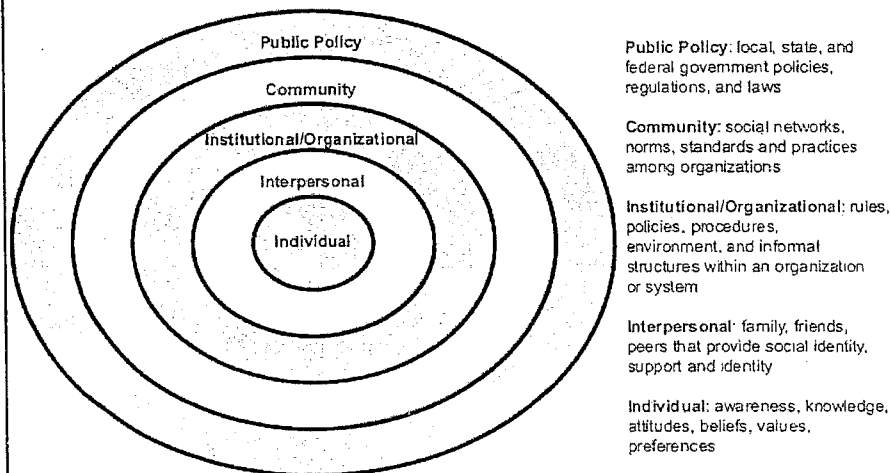 Public Policy
Community
Institutional/Organizational
Interpersonal
Individual
Public Policy: local, state, and
federal government policies,
regulations, and laws
Community: social networks,
norms, standards and practices
among organizations
Institutional/Organizational: rules,
policies, procedures,
environment, and informal
structures within an organization
or system
Interpersonal: family, friends,
peers that provide social identity,
support and identity
Individual: awareness, knowledge,
attitudes, beliefs, values,
preferences